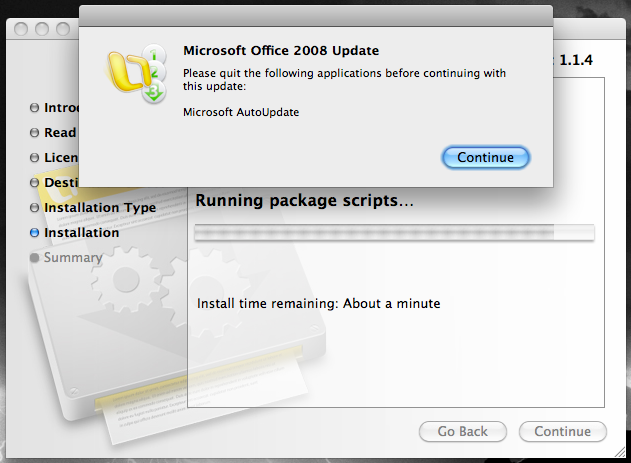 Microsoft Office 2008 Update
Please quit the following applications before continuing with
this update:
Microsoft AutoUpdate
Continue
1.1.4
Introd
Read
Licen
Desti
Installation Type
Installation
Summary
Running package scripts...
Install time remaining: About a minute
Go Back
Continue